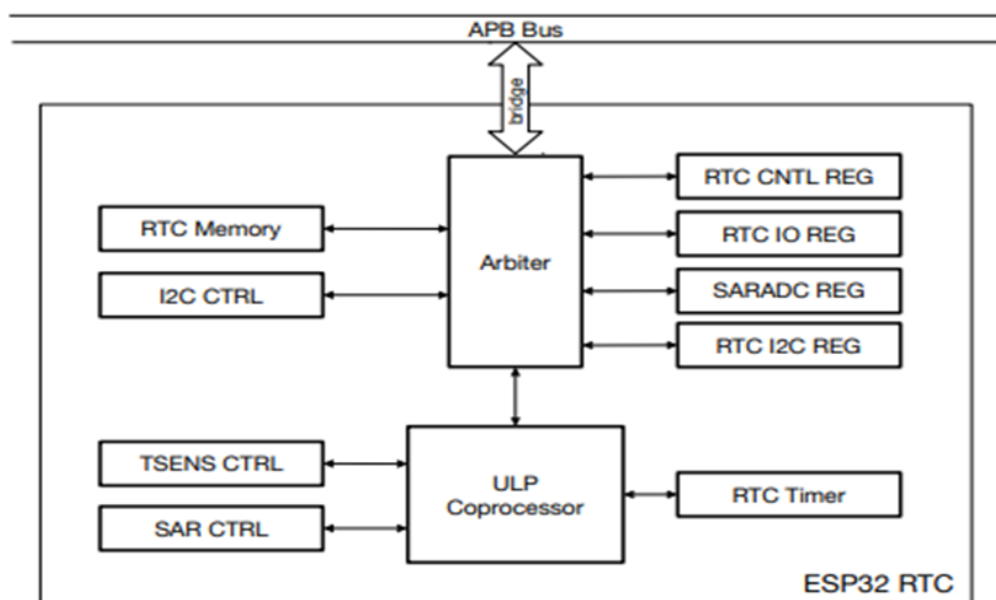 APB Bus
bridge
RTC Memory
I2C CTRL
Arbiter
RTC CNTL REG
RTC IO REG
SARADC REG
RTC I2C REG
TSENS CTRL
SAR CTRL
ULP
Coprocessor
RTC Timer
ESP32 RTC